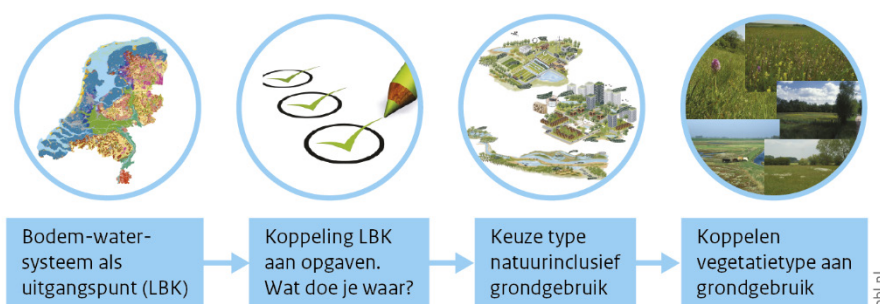 Bodem-water-
systeem als
uitgangspunt (LBK)
Koppeling LBK
aan opgaven.
Wat doe je waar?
Keuze type
natuurinclusief
grondgebruik
Koppelen
vegetatietype aan
grondgebruik